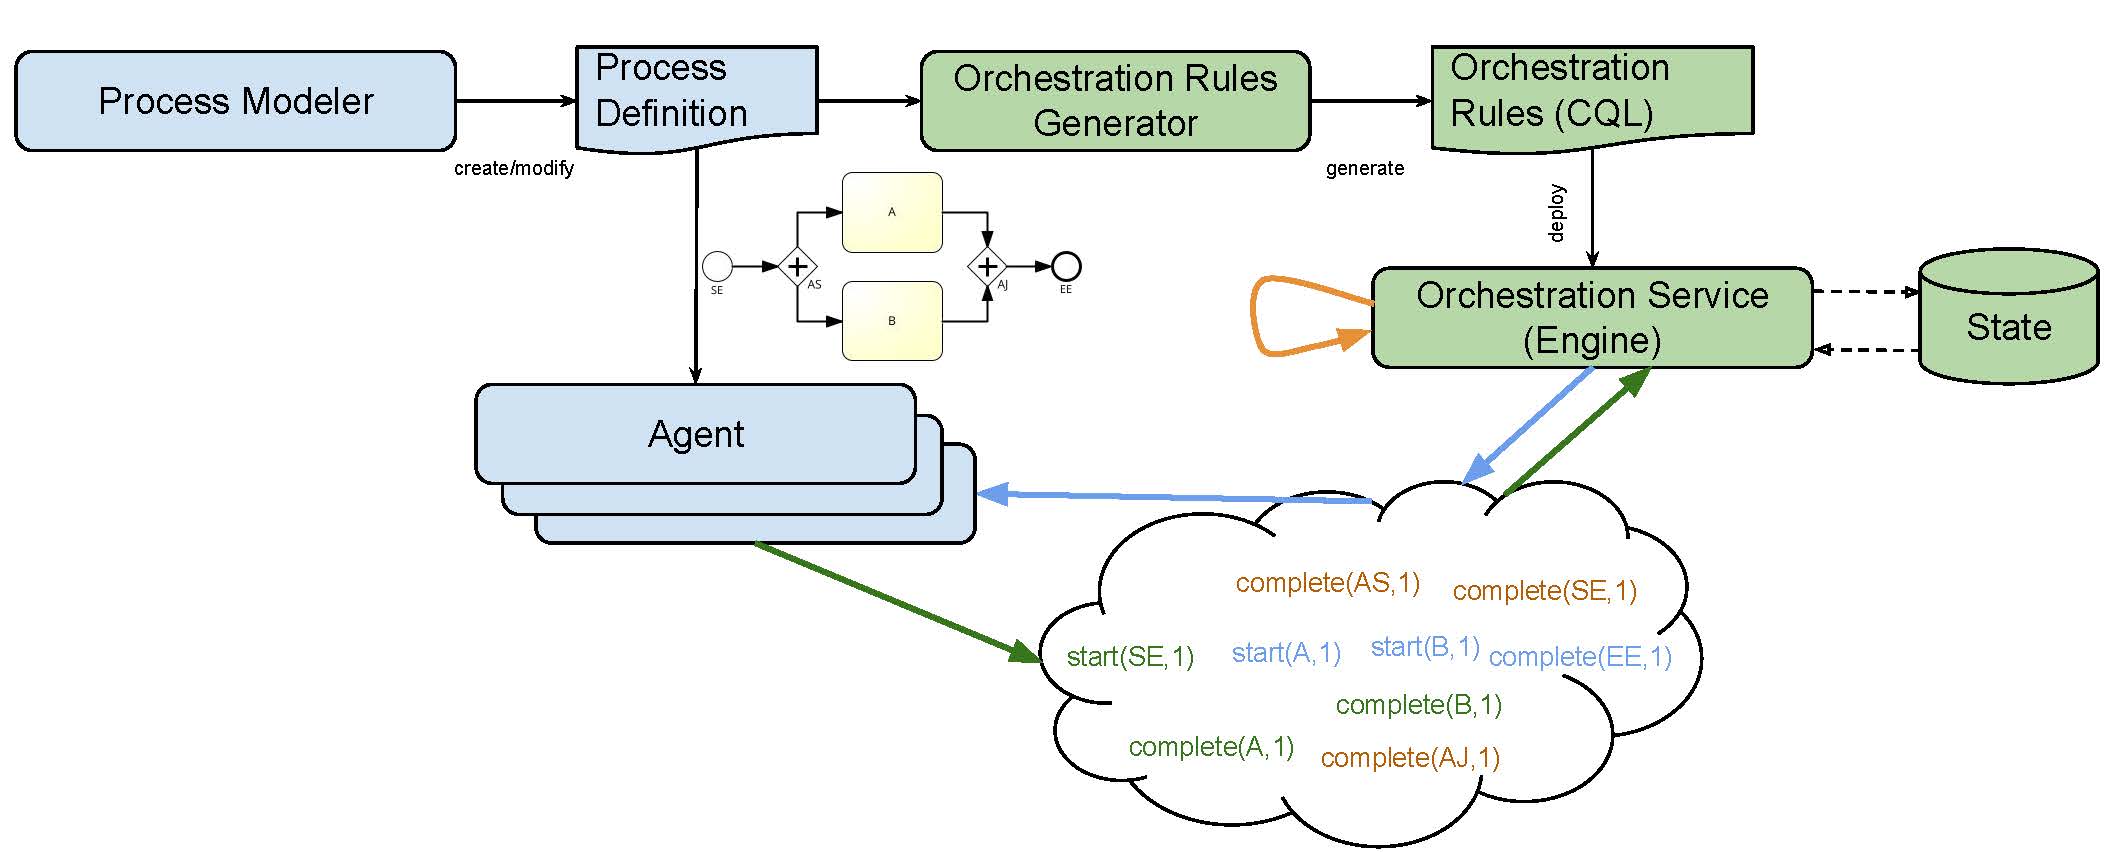 Process Modeler
create/modify
Process
Definition
Orchestration Rules
Generator
generate
Orchestration
Rules (CQL)
deploy
A
SE
AS
AJ
EE
B
Orchestration Service
(Engine)
State
Agent
complete(AS,1)
complete(SE,1)
start(SE,1)
start(A,1)
start(B,1)
complete(EE,1)
complete(B,1)
complete(A,1)
complete(AJ,1)